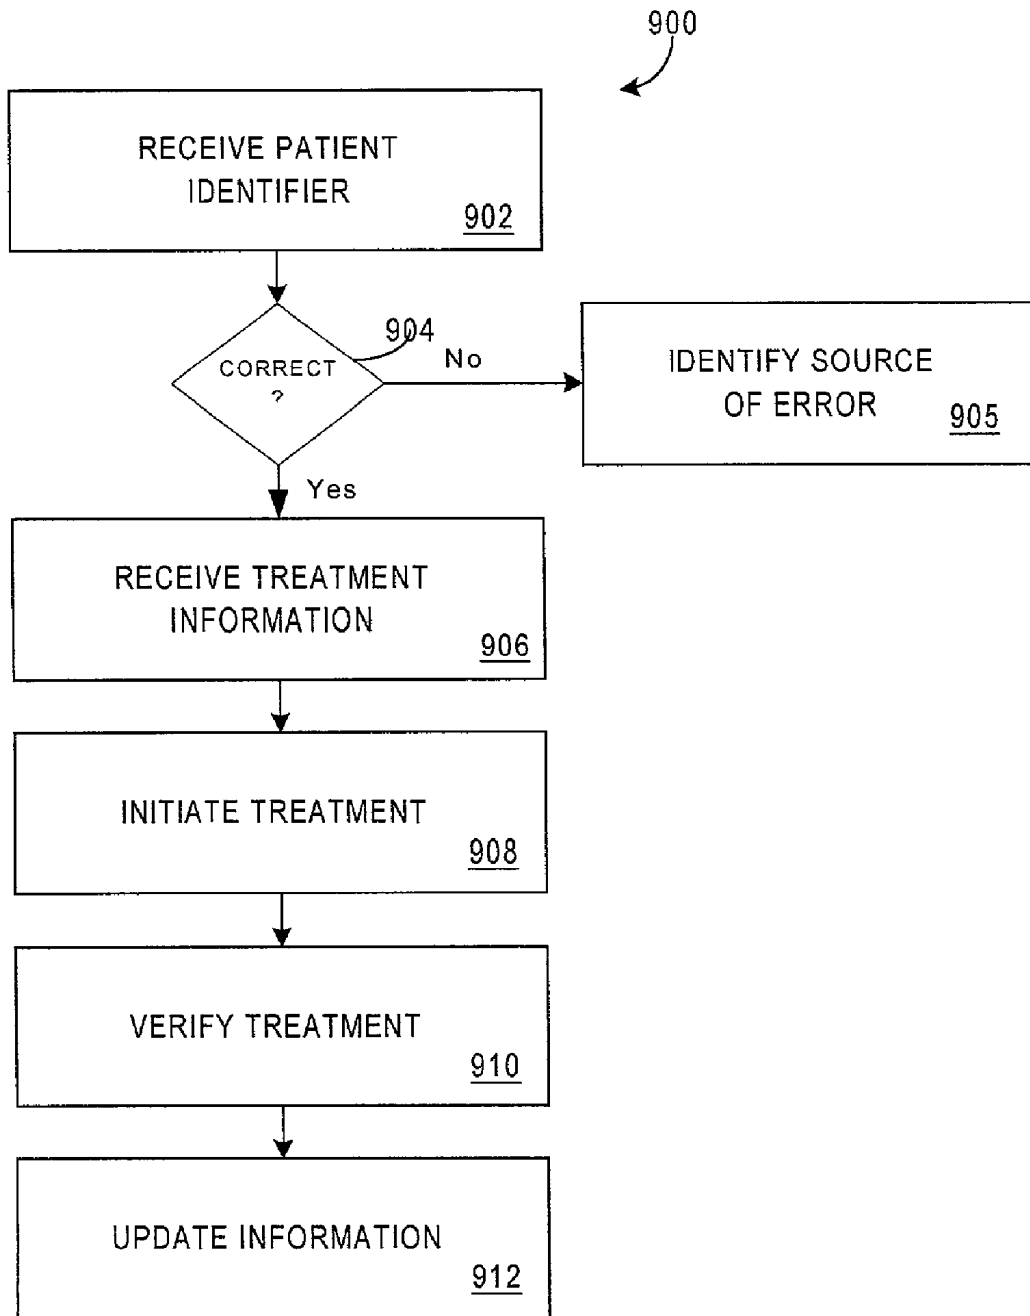 900
RECEIVE PATIENT
IDENTIFIER
902
904
CORRECT
?
No
IDENTIFY SOURCE
OF ERROR
905
Yes
RECEIVE TREATMENT
INFORMATION
906
INITIATE TREATMENT
908
VERIFY TREATMENT
910
UPDATE INFORMATION
912